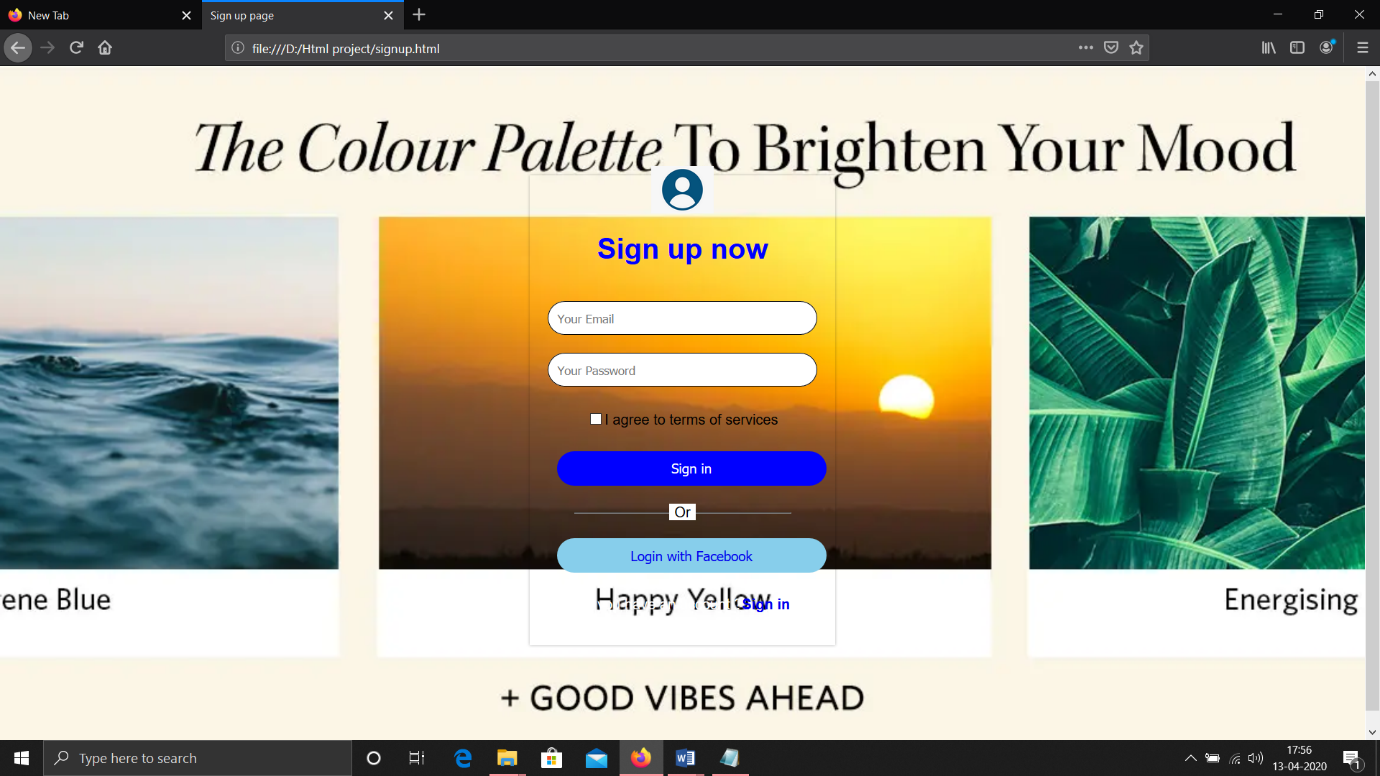 New Tab
Sign up page
file:///D:/Html project/signup.html
The Colour Palette To Brighten Your Mood
Sign up now
Your Email
Your Password
I agree to terms of services
Sign in
Or
Login with Facebook
ene Blue
Happy Yellow
Sign in
Energising
+ GOOD VIBES AHEAD
Type here to search
17:56
13-04-2020
1